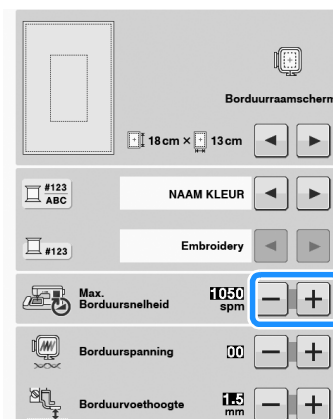 Borduurraamscherm
18 cm × 13 cm
#123
ABC
NAAM KLEUR
#123
Embroidery
Max.
Borduursnelheid
1050
spm
Borduurspanning
00
Borduurvoethoogte
1.5
mm